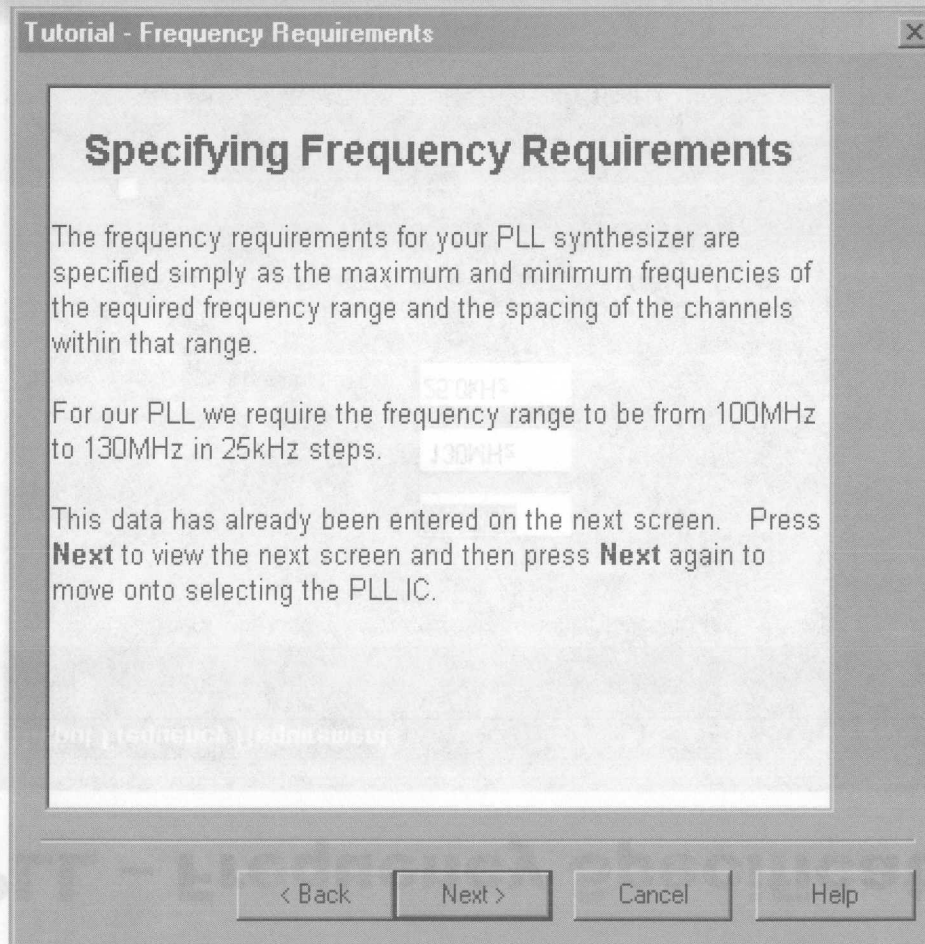 Tutorial - Frequency Requirements
Specifying Frequency Requirements
The frequency requirements for your PLL synthesizer are
specified simply as the maximum and minimum frequencies of
the required frequency range and the spacing of the channels
within that range.
25.0kHz
For our PLL we require the frequency range to be from 100MHz
to 130MHz in 25kHz steps.
130MHz
This data has already been entered on the next screen. Press
Next to view the next screen and then press Next again to
move onto selecting the PLL IC.
< Back
Next >
Cancel
Help